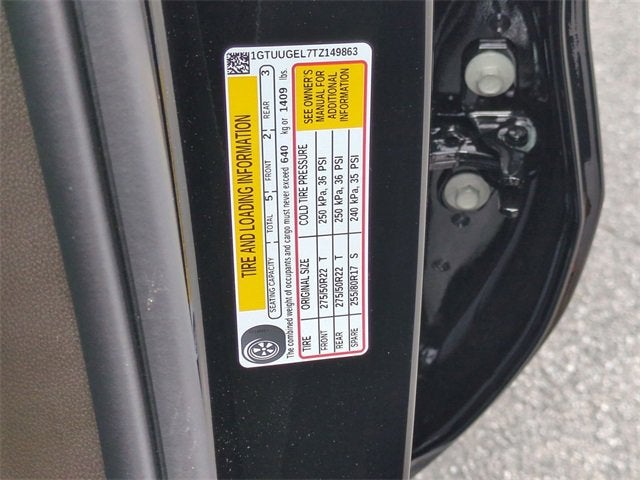 1GTUUGEL7TZ149863
TIRE AND LOADING INFORMATION
SEATING CAPACITY TOTAL 5 FRONT 2 REAR 3
The combined weight of occupants and cargo must never exceed 640 kg or 1409 lbs.
TIRE ORIGINAL SIZE COLD TIRE PRESSURE
FRONT 275/50R22 T 250 kPa, 36 PSI
REAR 275/50R22 T 250 kPa, 36 PSI
SPARE 255/80R17 S 240 kPa, 35 PSI
SEE OWNER'S
MANUAL FOR
ADDITIONAL
INFORMATION